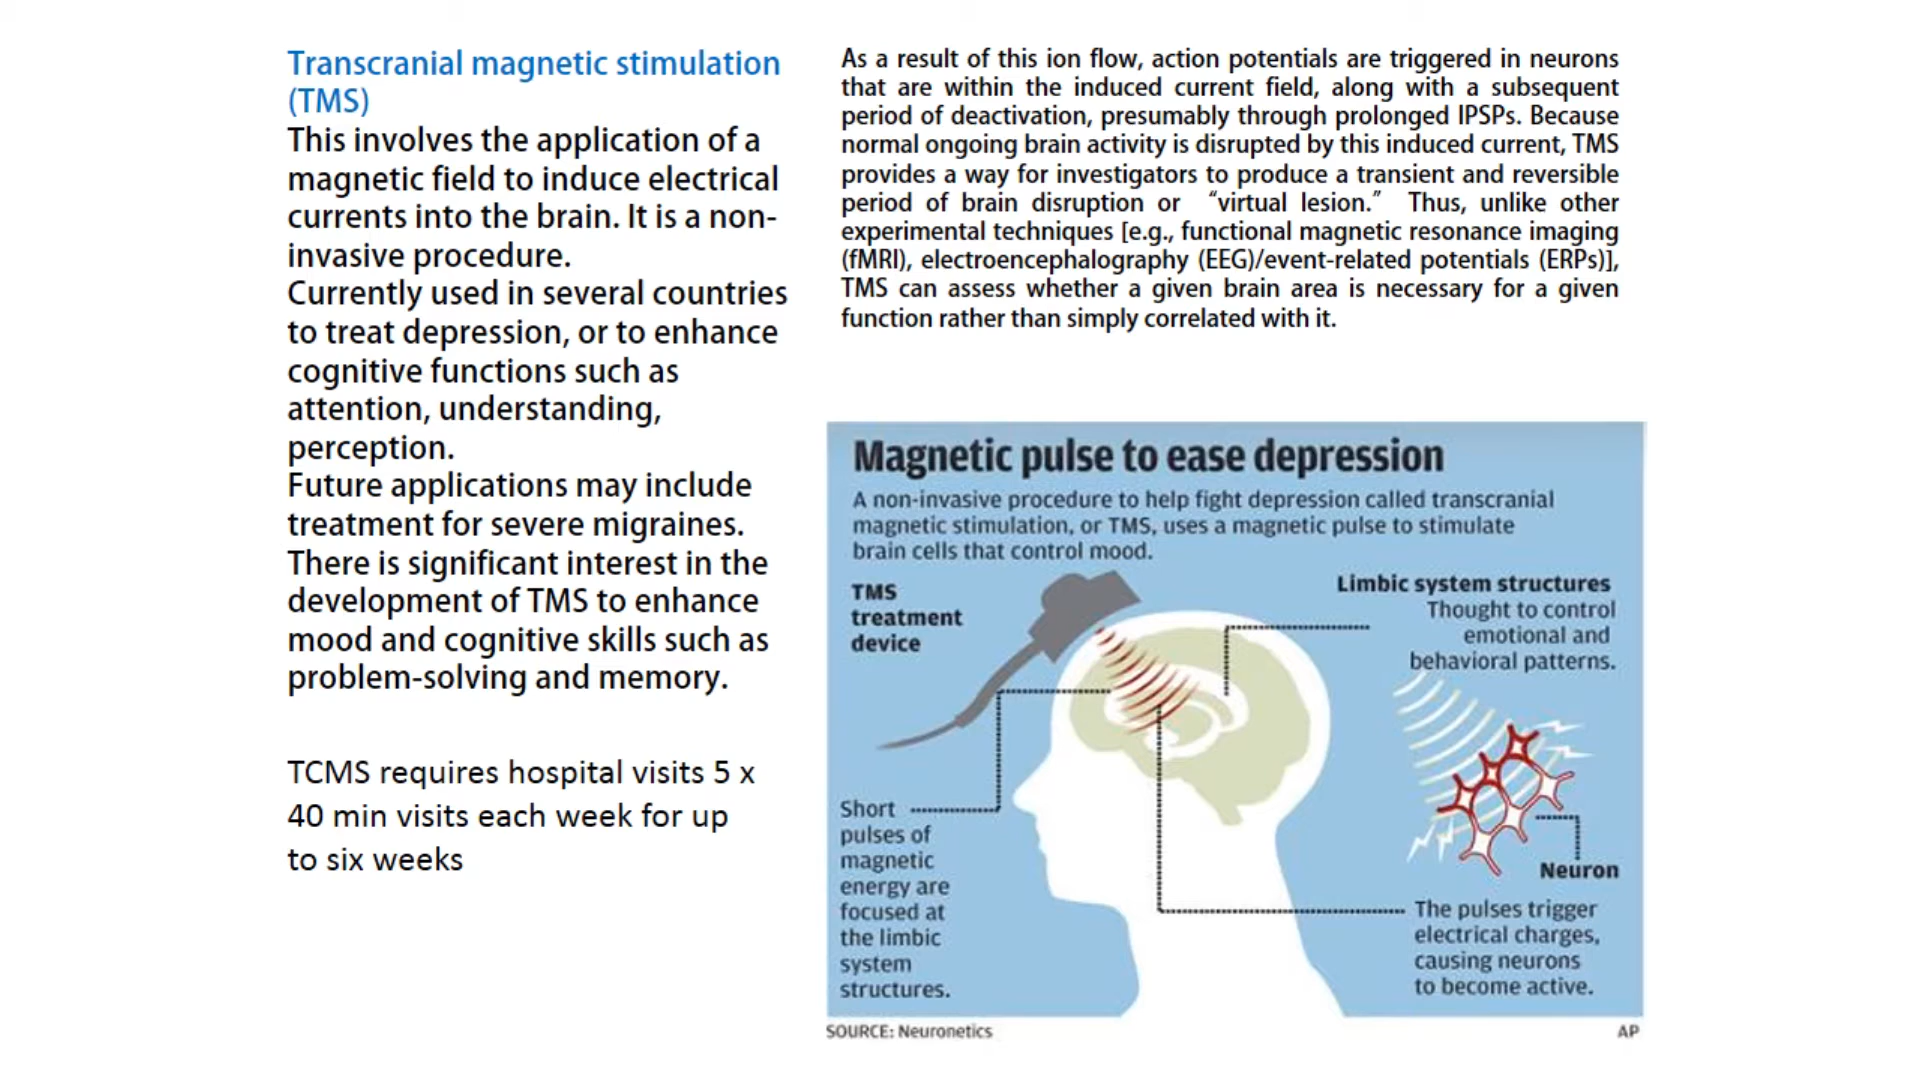 Transcranial magnetic stimulation
(TMS)
This involves the application of a
magnetic field to induce electrical
currents into the brain. It is a non-
invasive procedure.
Currently used in several countries
to treat depression, or to enhance
cognitive functions such as
attention, understanding,
perception.
Future applications may include
treatment for severe migraines.
There is significant interest in the
development of TMS to enhance
mood and cognitive skills such as
problem-solving and memory.
TCMS requires hospital visits 5 x
40 min visits each week for up
to six weeks
As a result of this ion flow, action potentials are triggered in neurons
that are within the induced current field, along with a subsequent
period of deactivation, presumably through prolonged IPSPs. Because
normal ongoing brain activity is disrupted by this induced current, TMS
provides a way for investigators to produce a transient and reversible
period of brain disruption or “virtual lesion.” Thus, unlike other
experimental techniques [e.g., functional magnetic resonance imaging
(fMRI), electroencephalography (EEG)/event-related potentials (ERPs)],
TMS can assess whether a given brain area is necessary for a given
function rather than simply correlated with it.
Magnetic pulse to ease depression
A non-invasive procedure to help fight depression called transcranial
magnetic stimulation, or TMS, uses a magnetic pulse to stimulate
brain cells that control mood.
TMS
treatment
device
Limbic system structures
Thought to control
emotional and
behavioral patterns.
Short
pulses of
magnetic
energy are
focused at
the limbic
system
structures.
Neuron
The pulses trigger
electrical charges,
causing neurons
to become active.
SOURCE: Neuronetics
AP